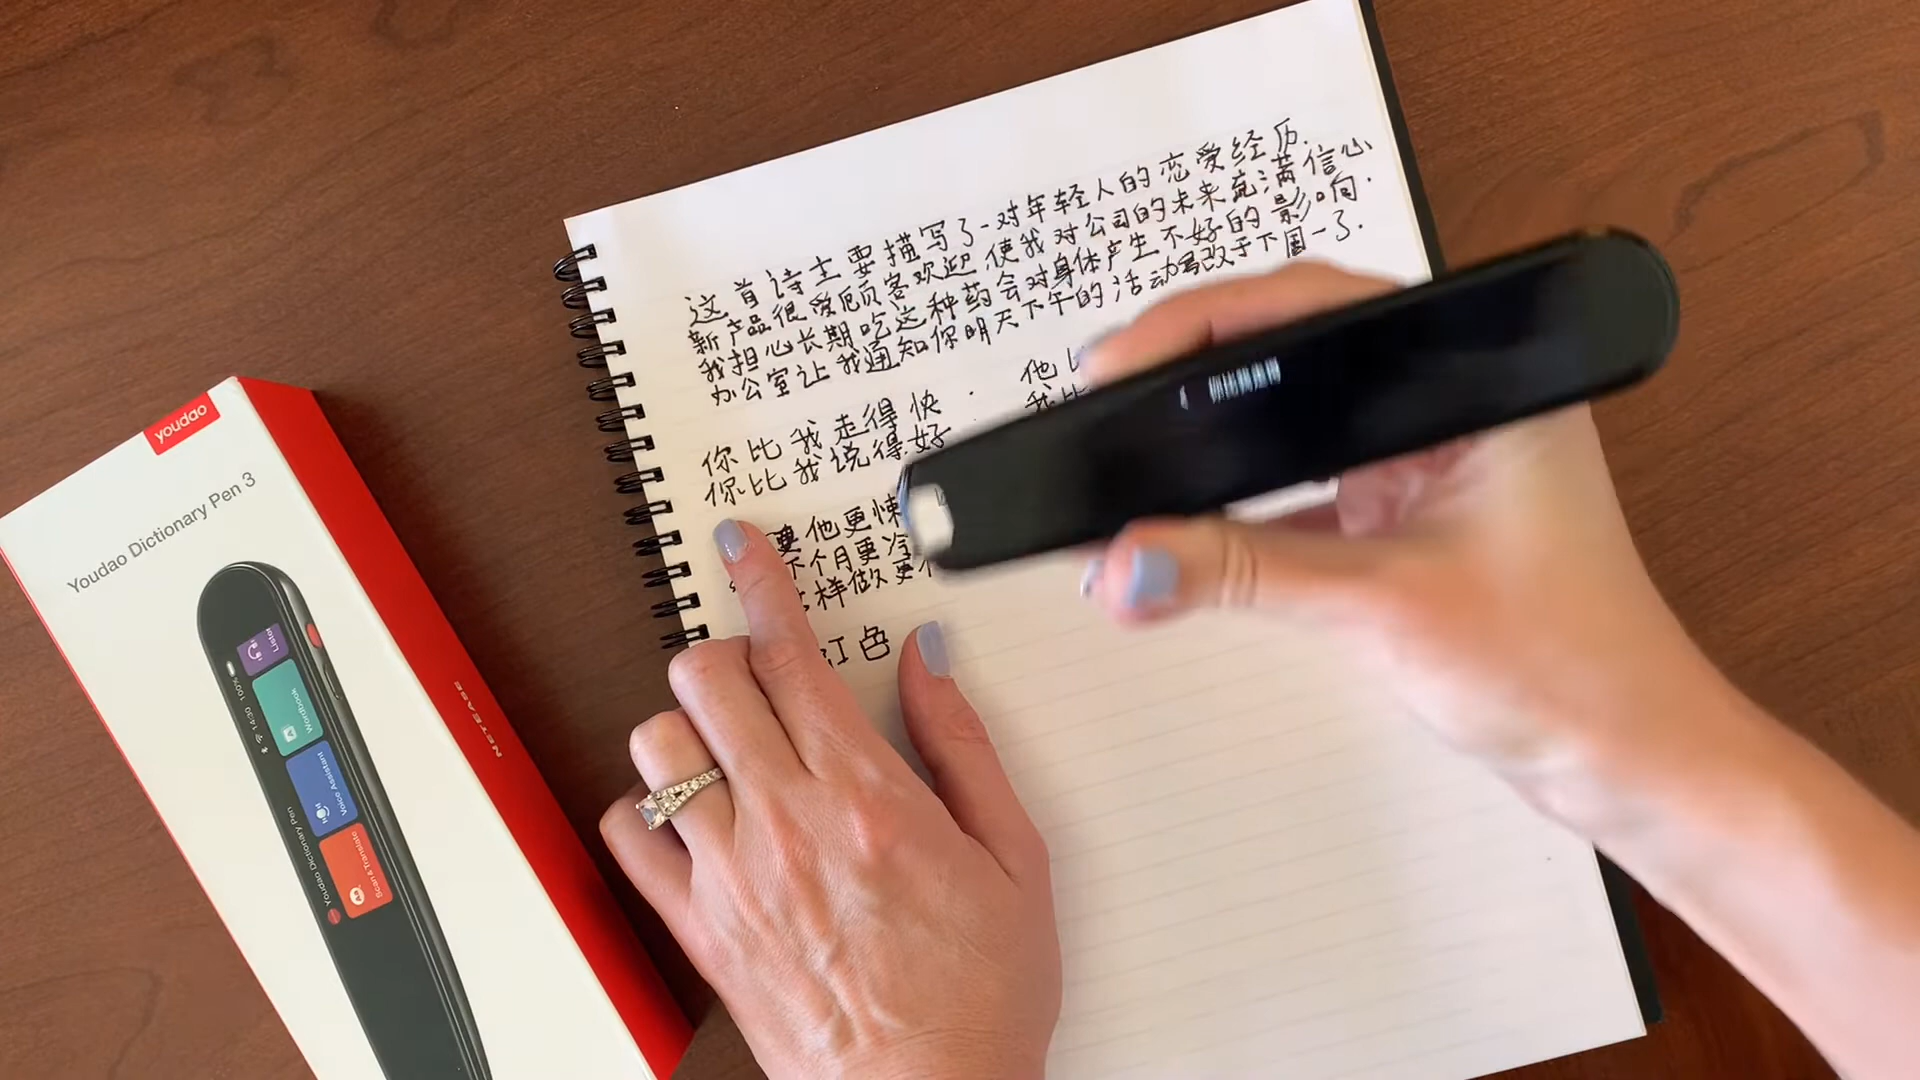 这首诗主要描写了一对年轻人的恋爱经历.
新产品很受顾客欢迎,使我对公司的未来充满信心
我担心长期吃这种药会对身体产生不好的影响.
办公室让我通知你明天下午的活动
改于下周一了.
你比我走得快.
他比
你比我说得好
我比
他更
下个月更冷
样做更
红色
youdao
Youdao Dictionary Pen 3
NETEASE
100%
14:30
Wordbook
Voice Assistant
Scan & Translate
Youdao Dictionary Pen